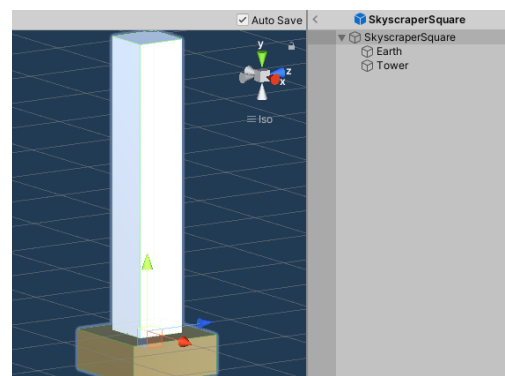 Auto Save
SkyscraperSquare
SkyscraperSquare
Earth
Tower
y
z
x
Iso